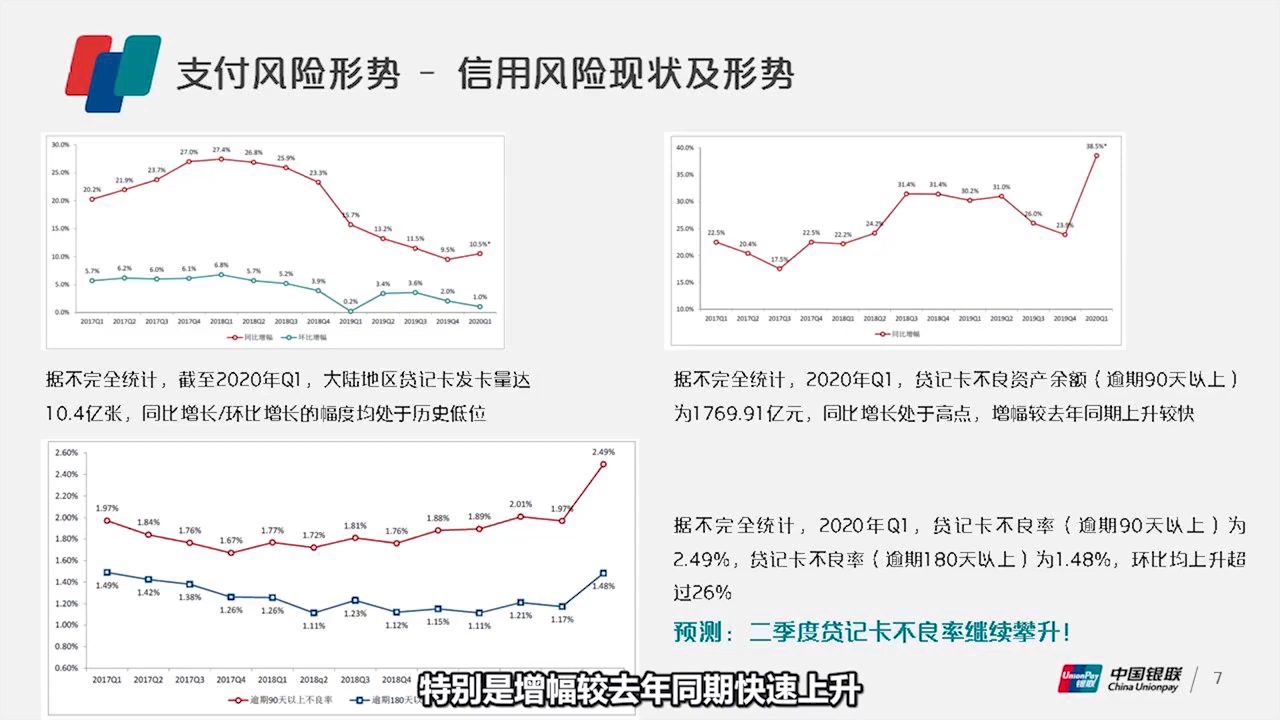 支付风险形势 - 信用风险现状及形势
30.0%
25.0%
20.0%
15.0%
10.0%
5.0%
0.0%
20.2% 21.9% 23.7% 27.0% 27.4% 26.8% 25.9% 23.3% 15.7% 13.2% 11.5% 9.5% 10.5%*
5.7% 6.2% 6.0% 6.1% 6.8% 5.7% 5.2% 3.9% 0.2% 3.4% 3.6% 2.0% 1.0%
2017Q1 2017Q2 2017Q3 2017Q4 2018Q1 2018Q2 2018Q3 2018Q4 2019Q1 2019Q2 2019Q3 2019Q4 2020Q1
同比增幅 环比增幅
40.0%
35.0%
30.0%
25.0%
20.0%
15.0%
10.0%
22.5% 20.4% 17.5% 22.5% 22.2% 24.2% 31.4% 31.4% 30.2% 31.0% 26.0% 23.9% 38.5%*
2017Q1 2017Q2 2017Q3 2017Q4 2018Q1 2018Q2 2018Q3 2018Q4 2019Q1 2019Q2 2019Q3 2019Q4 2020Q1
同比增幅
据不完全统计，截至2020年Q1，大陆地区贷记卡发卡量达
10.4亿张，同比增长/环比增长的幅度均处于历史低位
据不完全统计，2020年Q1，贷记卡不良资产余额（逾期90天以上）
为1769.91亿元，同比增长处于高点，增幅较去年同期上升较快
2.60%
2.40%
2.20%
2.00%
1.80%
1.60%
1.40%
1.20%
1.00%
0.80%
0.60%
1.97% 1.84% 1.76% 1.67% 1.77% 1.72% 1.81% 1.76% 1.88% 1.89% 2.01% 1.97% 2.49%
1.49% 1.42% 1.38% 1.26% 1.26% 1.11% 1.23% 1.12% 1.15% 1.11% 1.21% 1.17% 1.48%
2017Q1 2017Q2 2017Q3 2017Q4 2018Q1 2018Q2 2018Q3 2018Q4
逾期90天以上不良率 逾期180天以
据不完全统计，2020年Q1，贷记卡不良率（逾期90天以上）为
2.49%，贷记卡不良率（逾期180天以上）为1.48%，环比均上升超
过26%
预测：二季度贷记卡不良率继续攀升！
特别是增幅较去年同期快速上升
UnionPay
银联
中国银联
China Unionpay
7